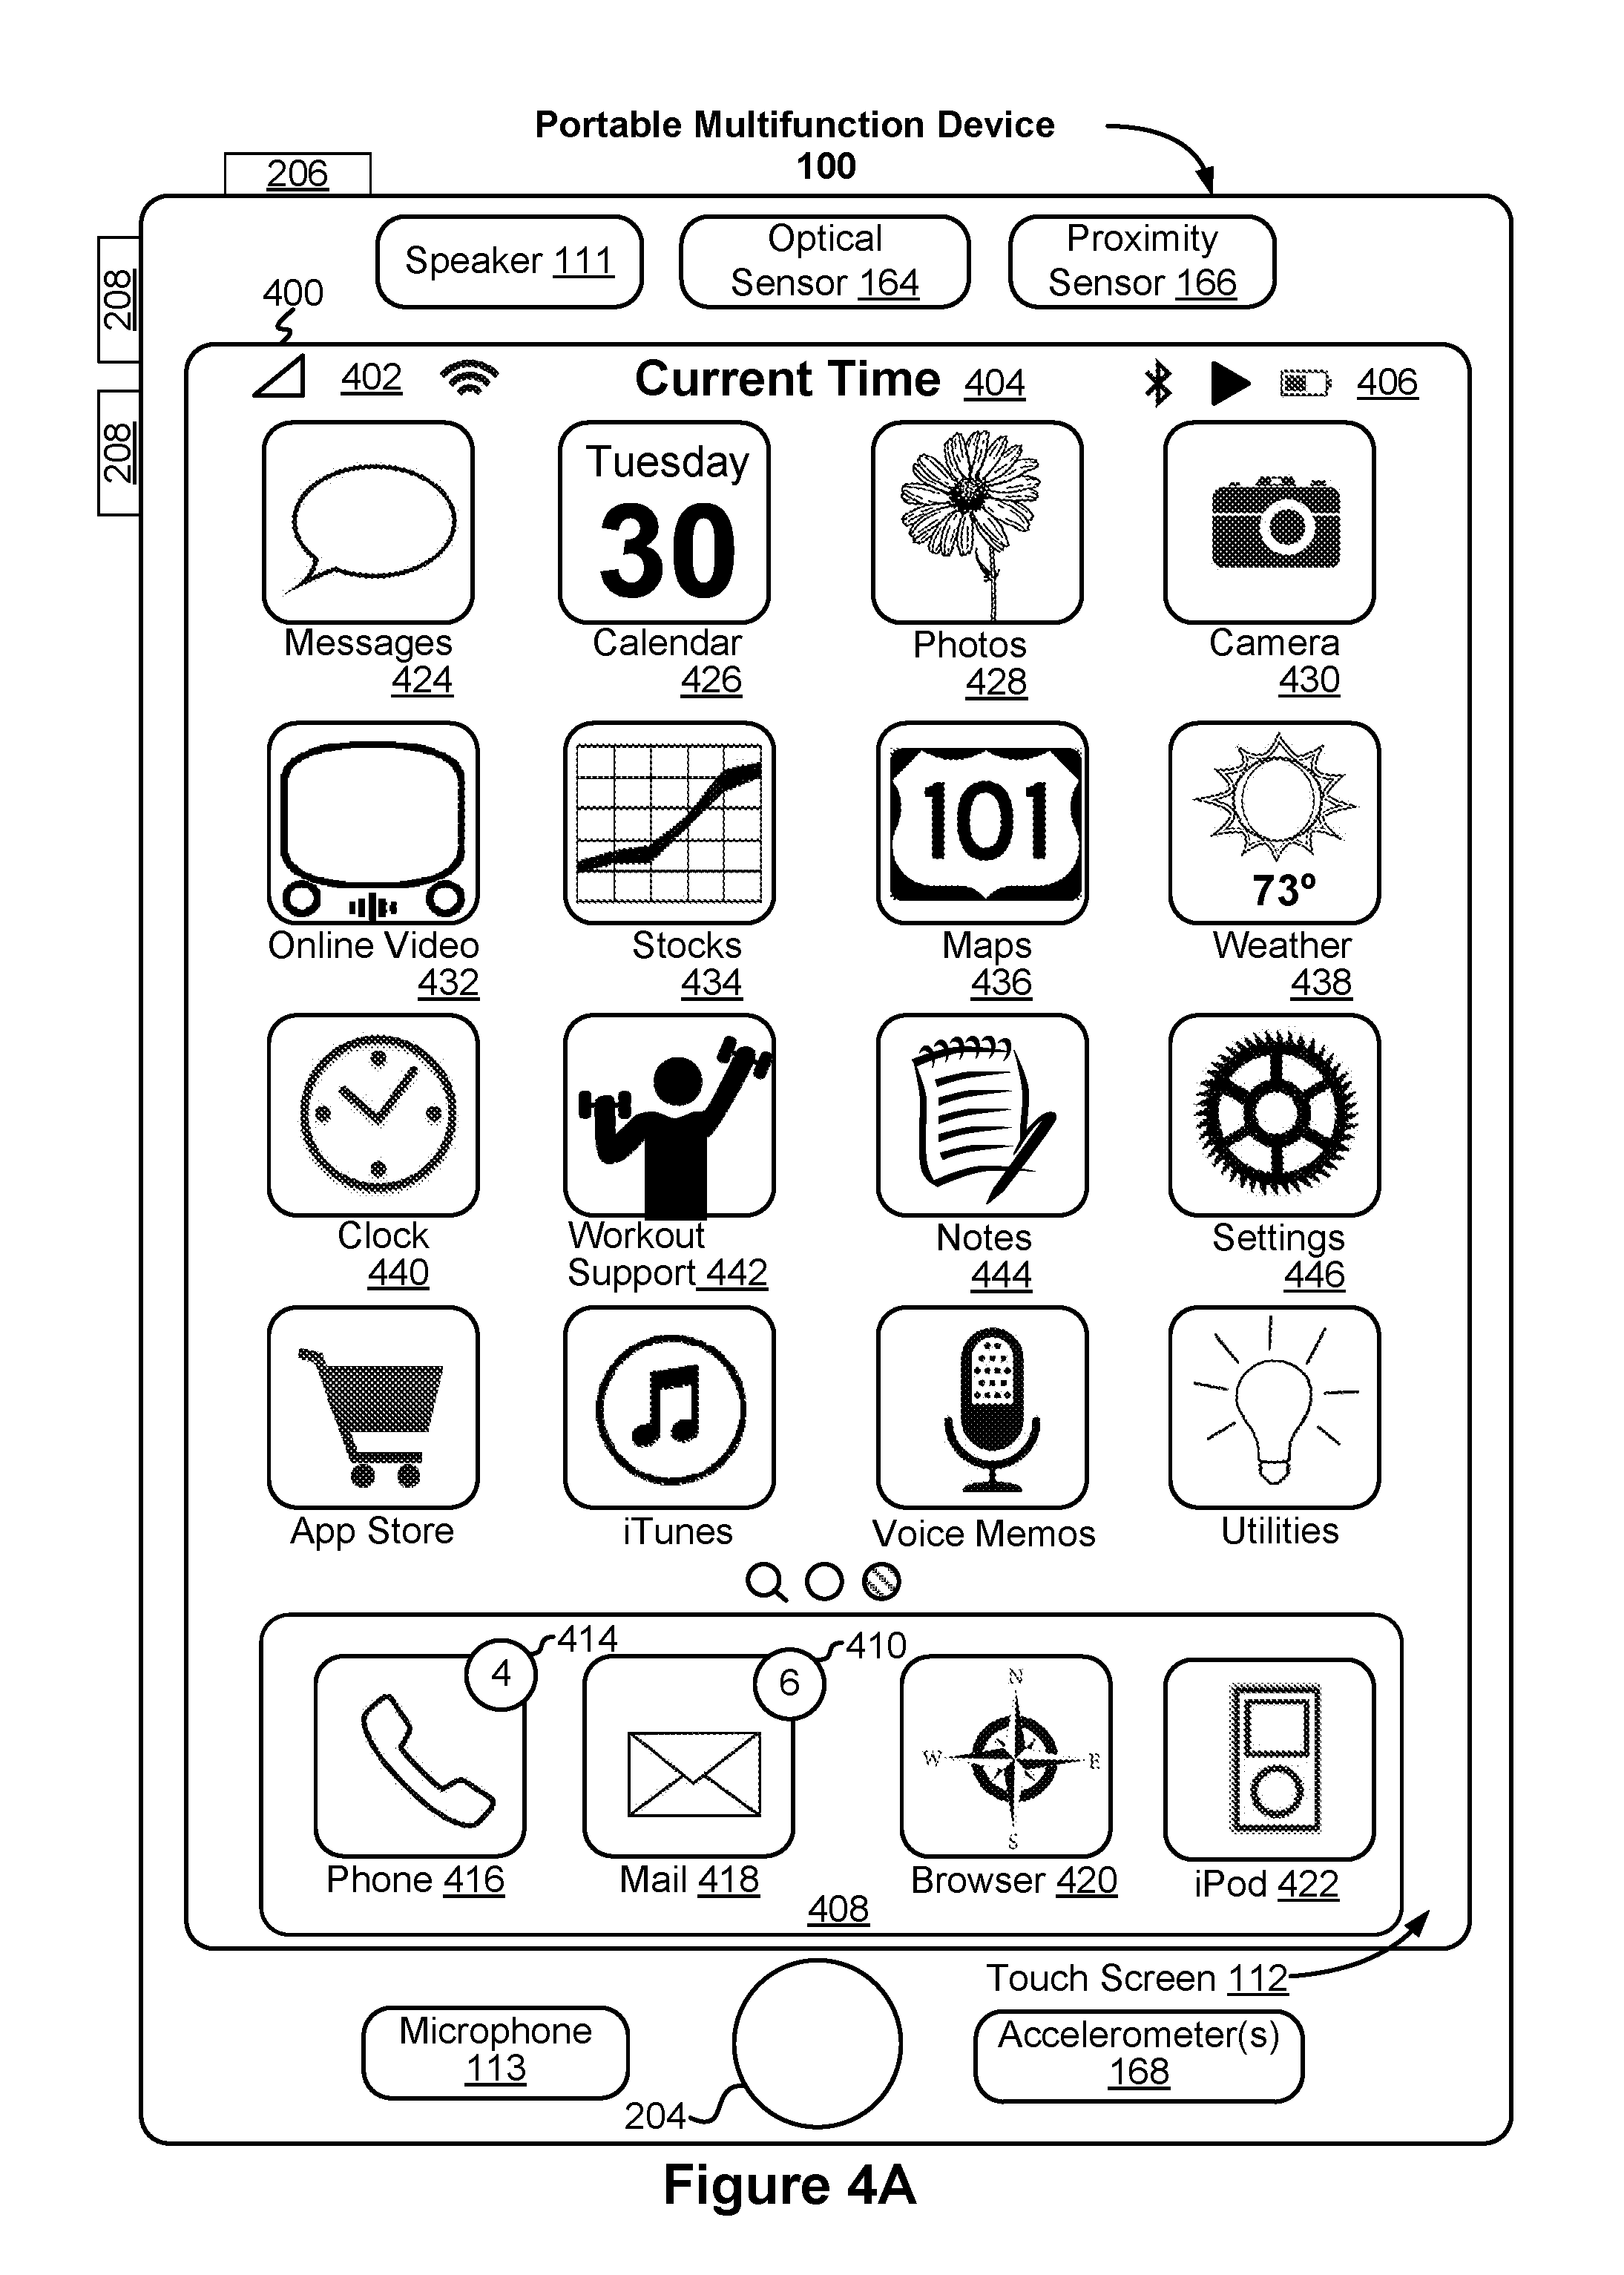 Portable Multifunction Device
100
206
208
208
Speaker 111
Optical
Sensor 164
Proximity
Sensor 166
400
402
Current Time 404
406
Tuesday
30
Messages
424
Calendar
426
Photos
428
Camera
430
101
73º
Online Video
432
Stocks
434
Maps
436
Weather
438
Clock
440
Workout
Support 442
Notes
444
Settings
446
App Store
iTunes
Voice Memos
Utilities
4
414
6
410
N
W
E
S
Phone 416
Mail 418
Browser 420
iPod 422
408
Touch Screen 112
Microphone
113
204
Accelerometer(s)
168
Figure 4A